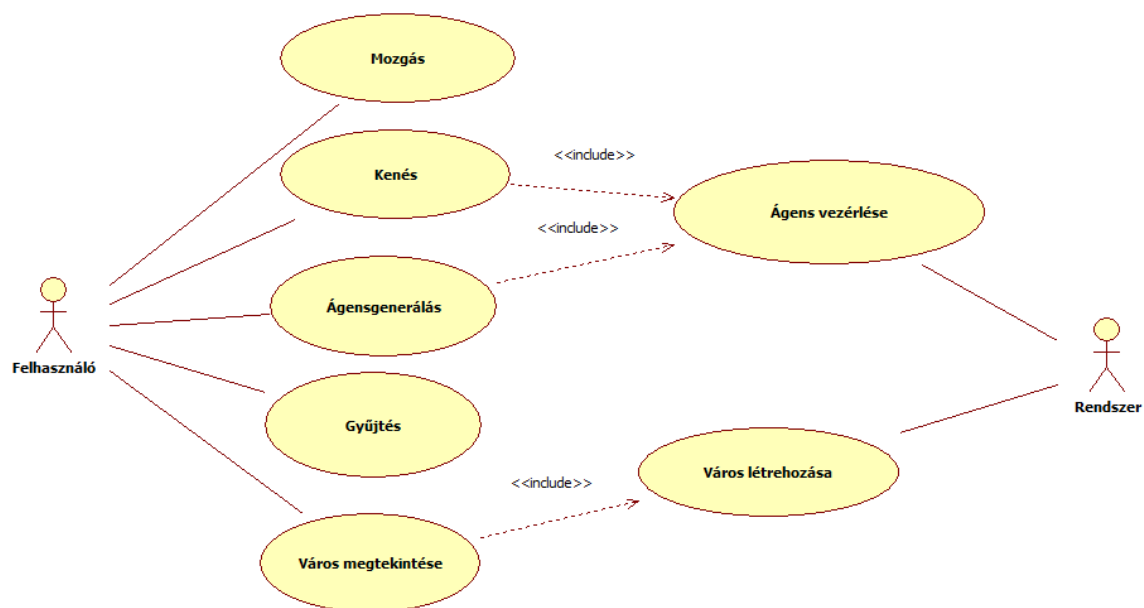 Mozgás
<<include>>
Kenés
Ágens vezérlése
<<include>>
Ágensgenerálás
Felhasználó
Rendszer
Gyűjtés
Város létrehozása
<<include>>
Város megtekintése